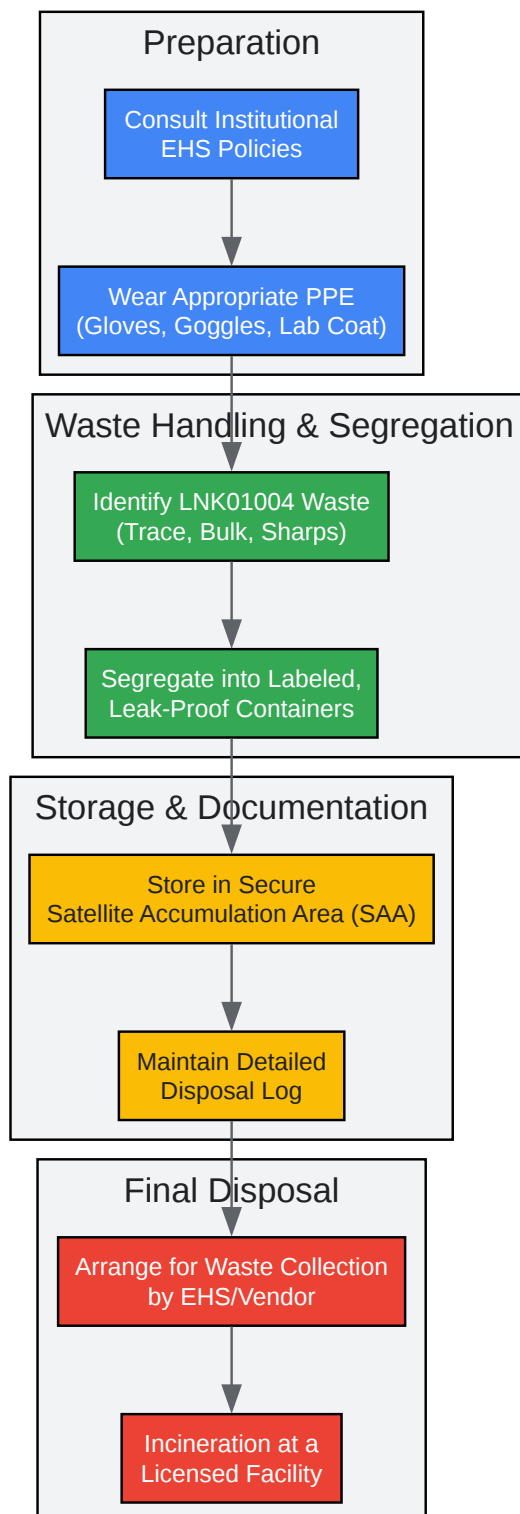 Preparation
Consult Institutional
EHS Policies
Wear Appropriate PPE
(Gloves, Goggles, Lab Coat)
Waste Handling & Segregation
Identify LNK01004 Waste
(Trace, Bulk, Sharps)
Segregate into Labeled,
Leak-Proof Containers
Storage & Documentation
Store in Secure
Satellite Accumulation Area (SAA)
Maintain Detailed
Disposal Log
Final Disposal
Arrange for Waste Collection
by EHS/Vendor
Incineration at a
Licensed Facility